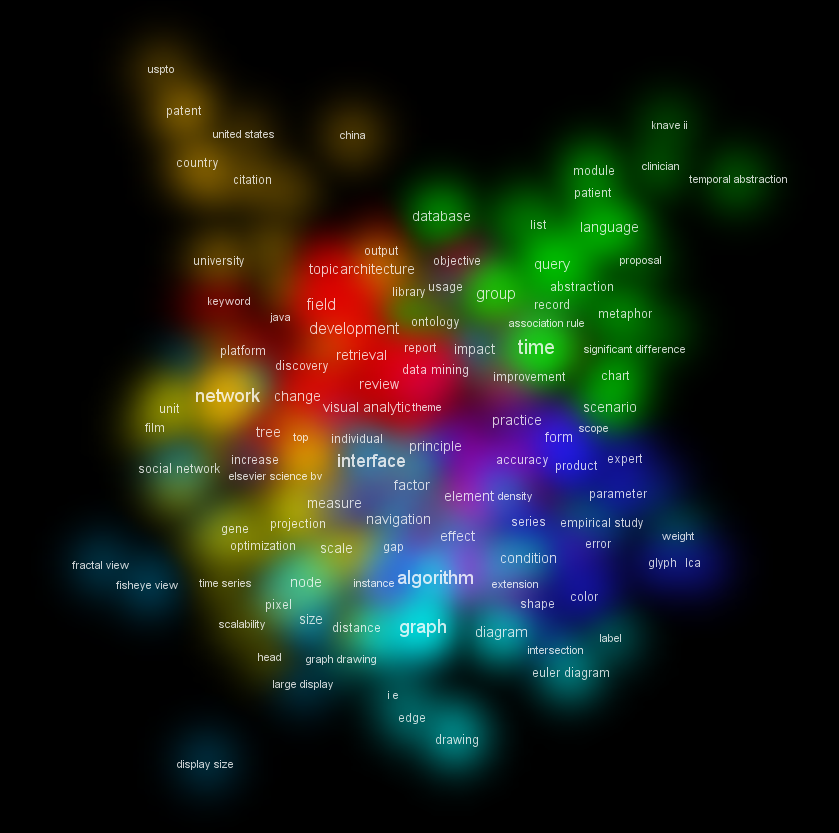 uspto
patent
knave ii
united states
china
country
clinician
module
citation
temporal abstraction
patient
database
list
language
output
university
objective
query
proposal
topic
architecture
library
usage
group
abstraction
keyword
field
record
java
development
ontology
association rule
metaphor
platform
retrieval
report
impact
time
significant difference
discovery
data mining
improvement
chart
review
network
change
visual analytic
theme
scenario
unit
film
tree
top
individual
principle
practice
form
scope
social network
increase
interface
accuracy
product
expert
elsevier science bv
factor
element
density
parameter
measure
navigation
series
empirical study
gene
projection
effect
weight
optimization
scale
gap
condition
error
fractal view
glyph
lca
fisheye view
time series
node
instance
algorithm
extension
pixel
shape
color
scalability
size
distance
graph
diagram
label
head
graph drawing
intersection
euler diagram
large display
i e
edge
drawing
display size